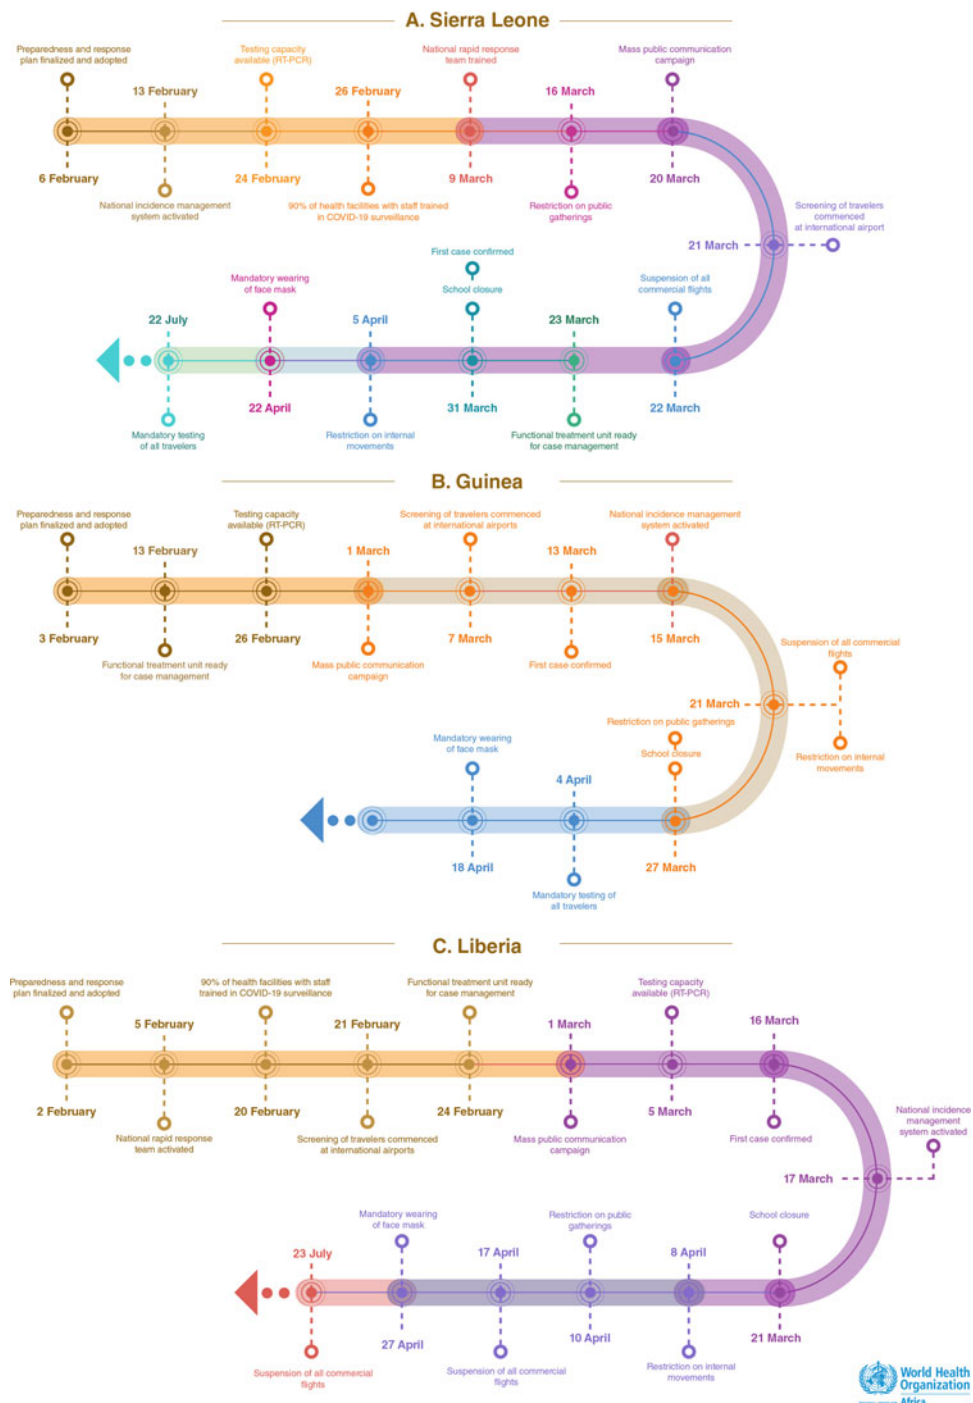 A. Sierra Leone
Preparedness and response
plan finalized and adopted
13 February
Testing capacity
available (RT-PCR)
26 February
National rapid response
team trained
16 March
Mass public communication
campaign
6 February
National incidence management
system activated
24 February
90% of health facilities with staff trained
in COVID-19 surveillance
9 March
Restriction on public
gatherings
20 March
21 March
Screening of travelers
commenced
at international airport
22 July
Mandatory wearing
of face mask
5 April
First case confirmed
School closure
23 March
Suspension of all
commercial flights
Mandatory testing
of all travelers
22 April
Restriction on internal
movements
31 March
Functional treatment unit ready
for case management
22 March
B. Guinea
Preparedness and response
plan finalized and adopted
13 February
Testing capacity
available (RT-PCR)
1 March
Screening of travelers commenced
at international airports
13 March
National incidence management
system activated
3 February
Functional treatment unit ready
for case management
26 February
Mass public communication
campaign
7 March
First case confirmed
15 March
Suspension of all commercial
flights
21 March
Restriction on internal
movements
Mandatory wearing
of face mask
4 April
Restriction on public gatherings
School closure
18 April
Mandatory testing of
all travelers
27 March
C. Liberia
Preparedness and response
plan finalized and adopted
5 February
90% of health facilities with staff
trained in COVID-19 surveillance
21 February
Functional treatment unit ready
for case management
1 March
Testing capacity
available (RT-PCR)
16 March
2 February
National rapid response
team activated
20 February
Screening of travelers commenced
at international airports
24 February
Mass public communication
campaign
5 March
First case confirmed
National incidence
management
system activated
17 March
23 July
Mandatory wearing
of face mask
17 April
Restriction on public
gatherings
8 April
School closure
Suspension of all commercial
flights
27 April
Suspension of all commercial
flights
10 April
Restriction on internal
movements
21 March
World Health
Organization
Africa